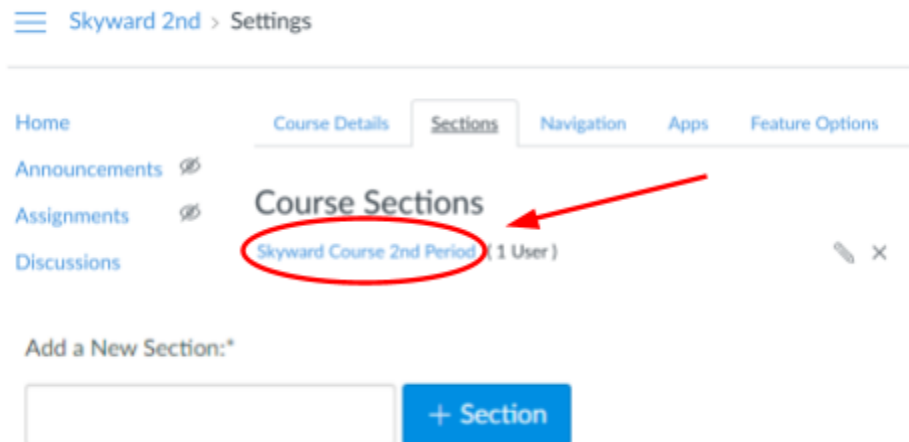 Skyward 2nd > Settings
Home
Announcements
Assignments
Discussions
Course Details Sections Navigation Apps Feature Options
Course Sections
Skyward Course 2nd Period ( 1 User )
Add a New Section:*
+ Section